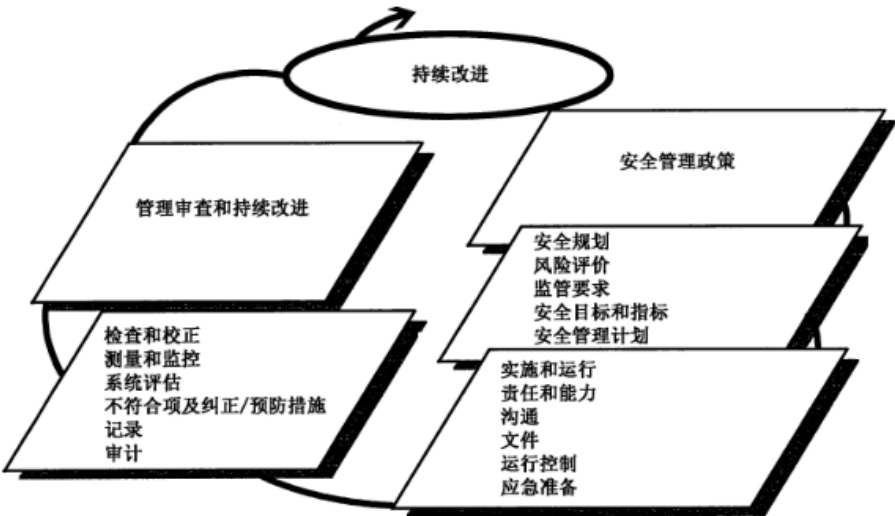 持续改进
安全管理政策
管理审查和持续改进
安全规划
风险评价
监管要求
安全目标和指标
安全管理计划
检查和校正
测量和监控
系统评估
不符合项及纠正/预防措施
记录
审计
实施和运行
责任和能力
沟通
文件
运行控制
应急准备